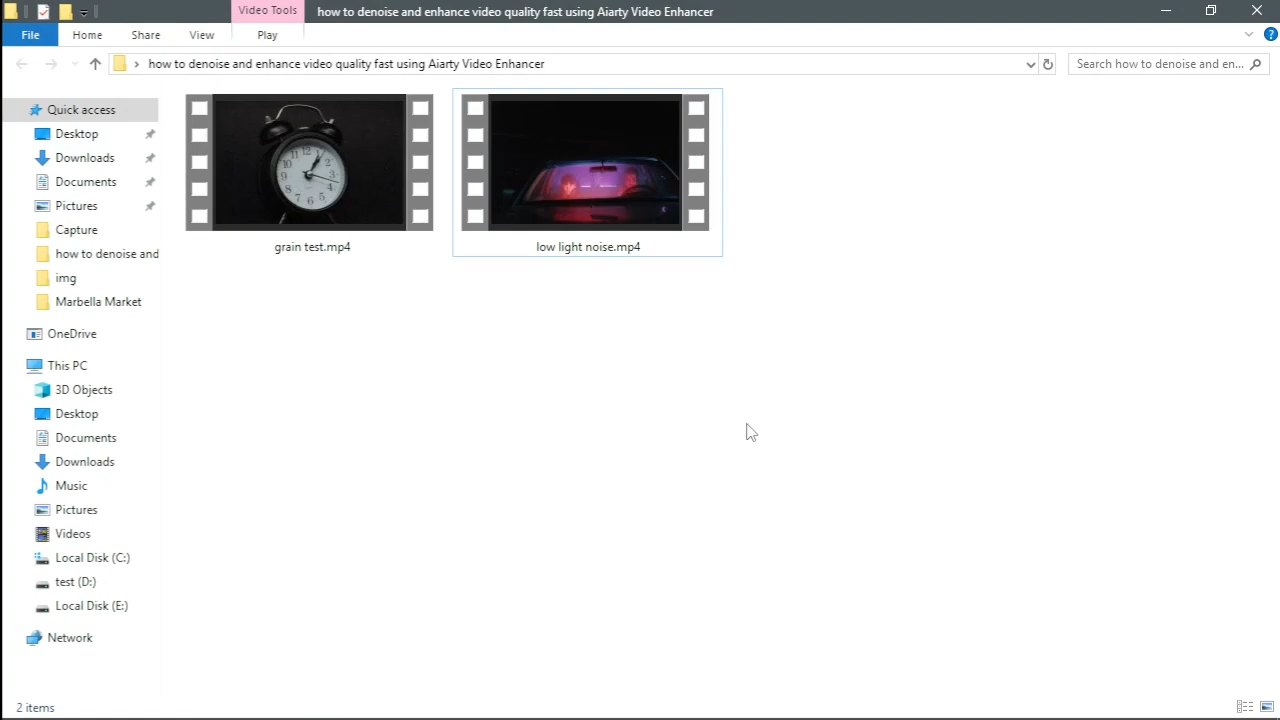 Video Tools
how to denoise and enhance video quality fast using Aiarty Video Enhancer
File
Home
Share
View
Play
how to denoise and enhance video quality fast using Aiarty Video Enhancer
Search how to denoise and en...
Quick access
Desktop
Downloads
Documents
Pictures
Capture
how to denoise and
img
Marbella Market
OneDrive
This PC
3D Objects
Desktop
Documents
Downloads
Music
Pictures
Videos
Local Disk (C:)
test (D:)
Local Disk (E:)
Network
grain test.mp4
low light noise.mp4
2 items